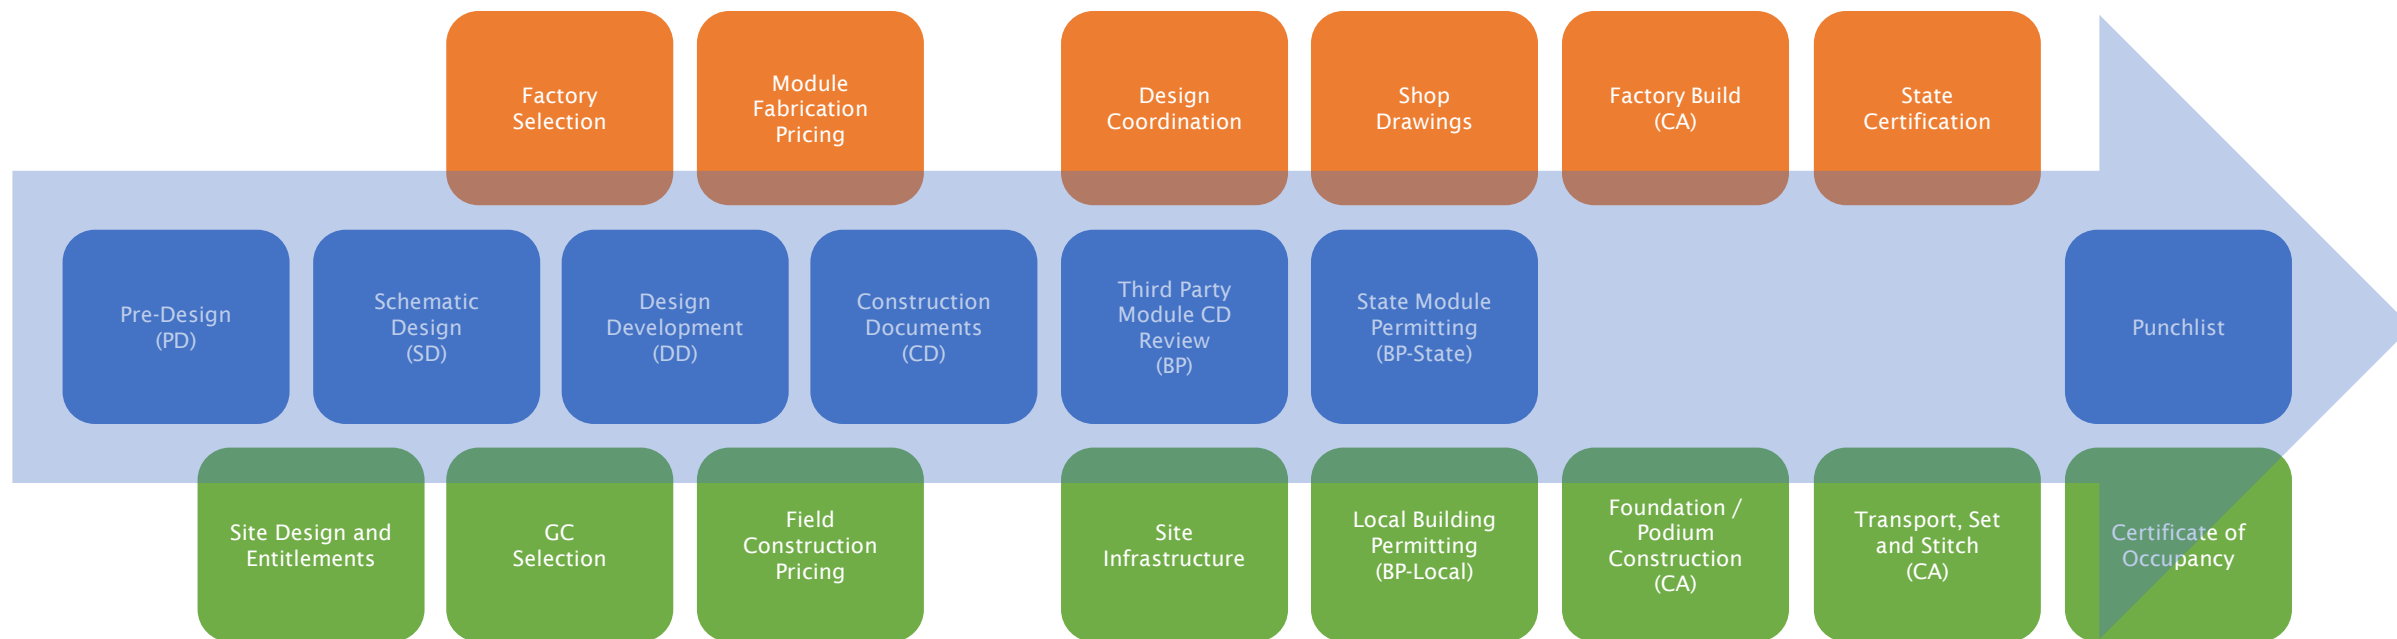 Factory
Selection
Module
Fabrication
Pricing
Design
Coordination
Shop
Drawings
Factory Build
(CA)
State
Certification
Pre-Design
(PD)
Schematic
Design
(SD)
Design
Development
(DD)
Construction
Documents
(CD)
Third Party
Module CD
Review
(BP)
State Module
Permitting
(BP-State)
Punchlist
Site Design and
Entitlements
GC
Selection
Field
Construction
Pricing
Site
Infrastructure
Local Building
Permitting
(BP-Local)
Foundation /
Podium
Construction
(CA)
Transport, Set
and Stitch
(CA)
Certificate of
Occupancy